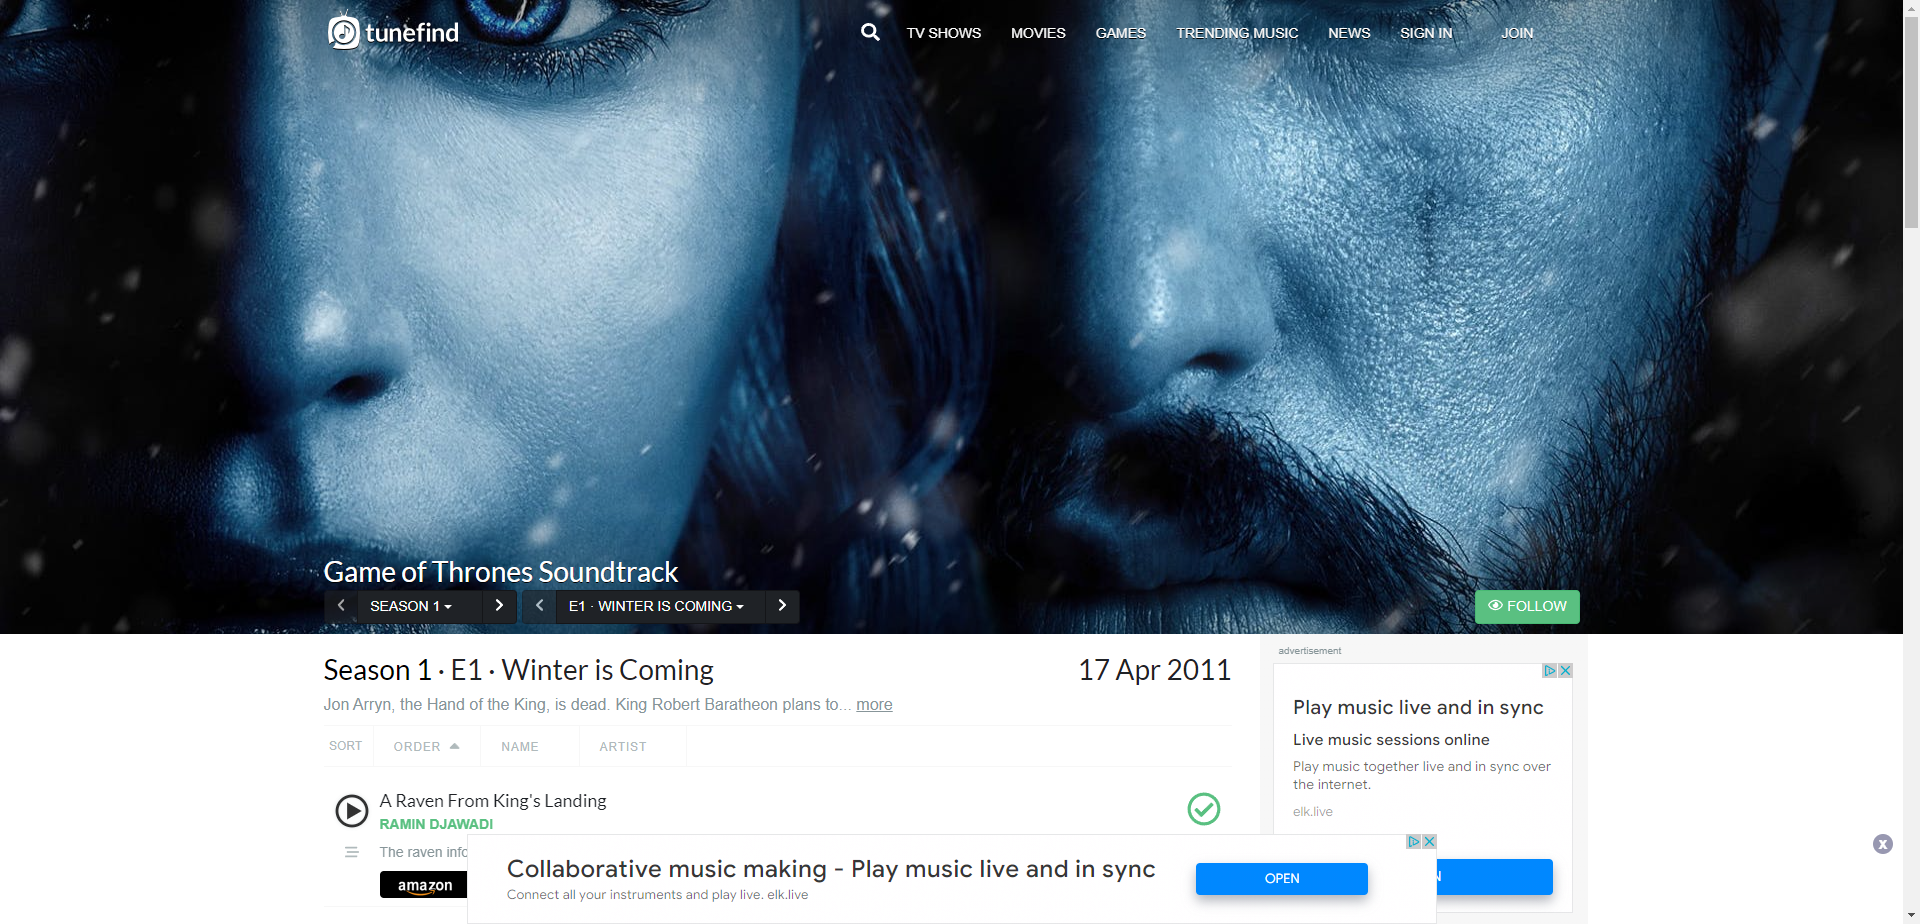 tunefind
TV SHOWS
MOVIES
GAMES
TRENDING MUSIC
NEWS
SIGN IN
JOIN
Game of Thrones Soundtrack
SEASON 1
E1 · WINTER IS COMING
FOLLOW
Season 1 · E1 · Winter is Coming
17 Apr 2011
Jon Arryn, the Hand of the King, is dead. King Robert Baratheon plans to... more
SORT
ORDER
NAME
ARTIST
A Raven From King's Landing
RAMIN DJAWADI
The raven
amazon
advertisement
Play music live and in sync
Live music sessions online
Play music together live and in sync over
the internet.
elk.live
Collaborative music making - Play music live and in sync
Connect all your instruments and play live. elk.live
OPEN
x